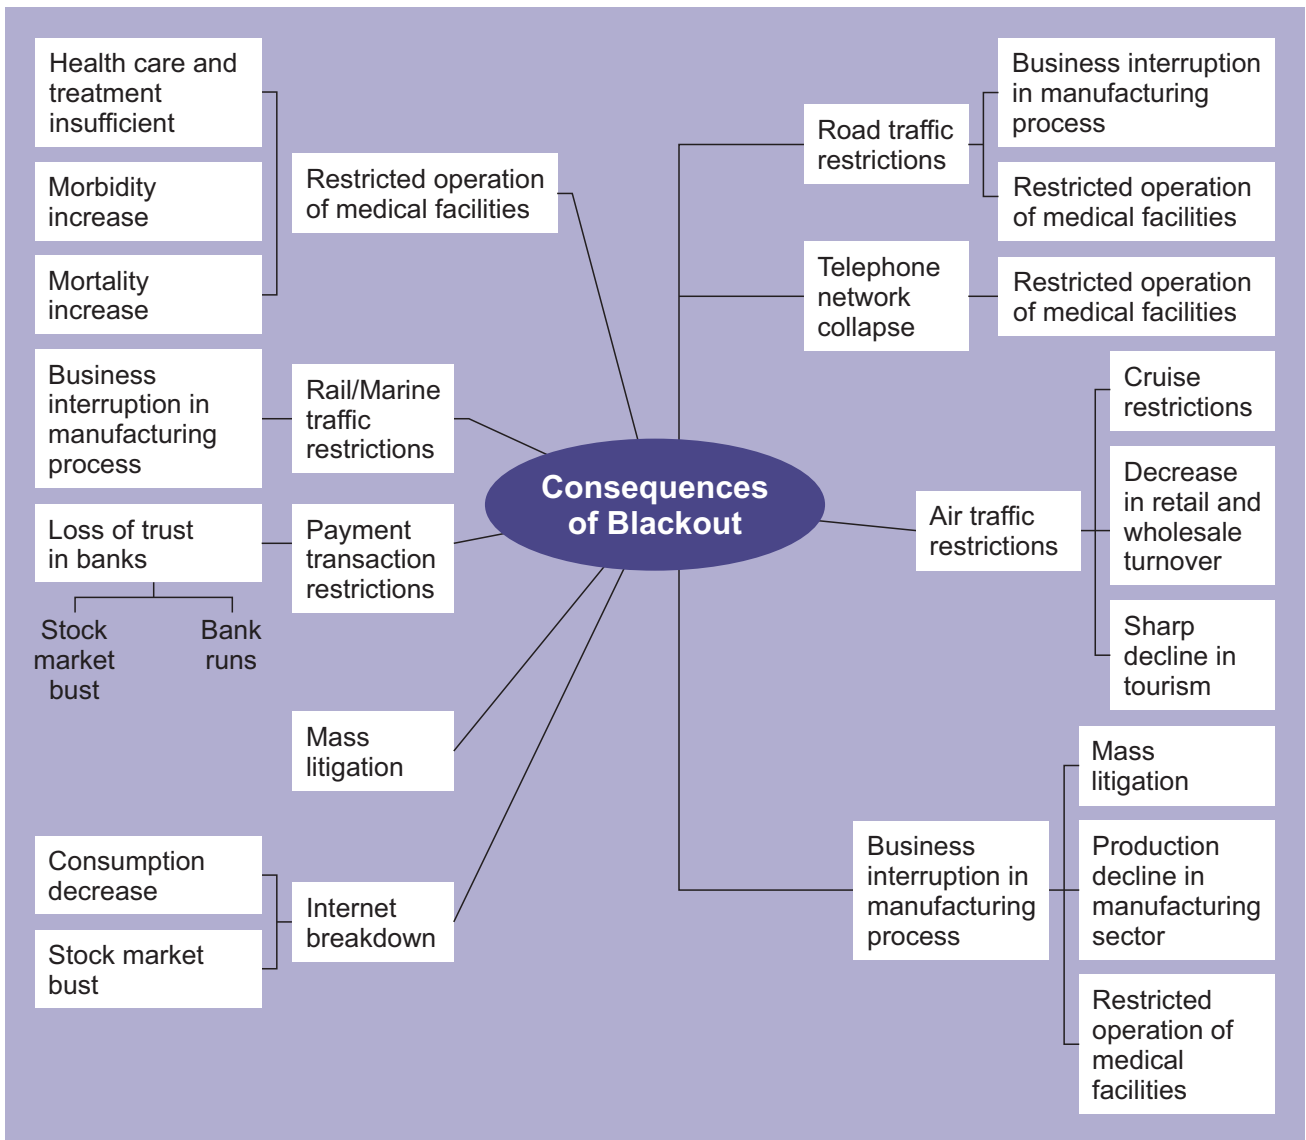 Health care and
treatment
insufficient
Morbidity
increase
Mortality
increase
Restricted operation
of medical facilities
Business
interruption in
manufacturing
process
Rail/Marine
traffic
restrictions
Loss of trust
in banks
Stock
market
bust
Bank
runs
Payment
transaction
restrictions
Mass
litigation
Consumption
decrease
Stock market
bust
Internet
breakdown
Consequences
of Blackout
Road traffic
restrictions
Business interruption
in manufacturing
process
Restricted operation
of medical facilities
Telephone
network
collapse
Restricted operation
of medical facilities
Air traffic
restrictions
Cruise
restrictions
Decrease
in retail and
wholesale
turnover
Sharp
decline in
tourism
Business
interruption in
manufacturing
process
Mass
litigation
Production
decline in
manufacturing
sector
Restricted
operation of
medical
facilities